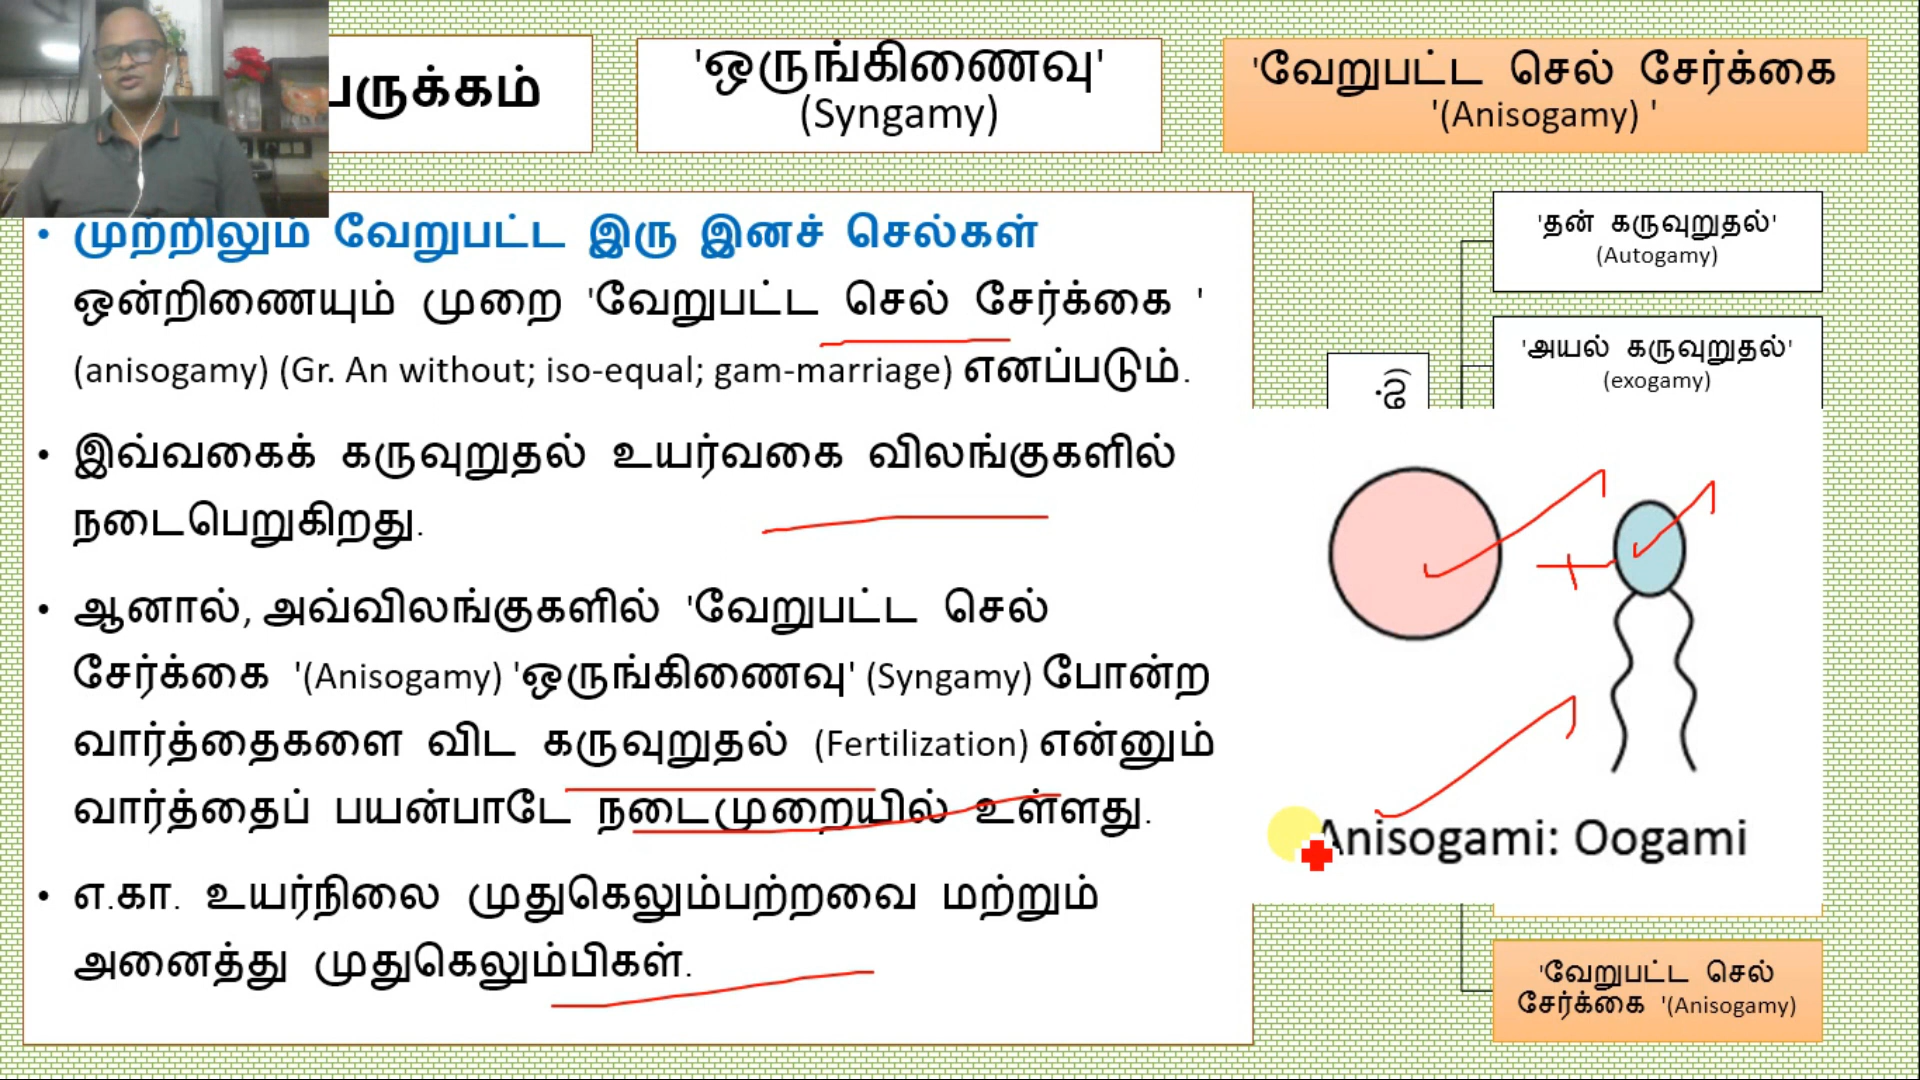 'ஒருங்கிணைவு'
(Syngamy)
'வேறுபட்ட செல் சேர்க்கை
'(Anisogamy) '
• முற்றிலும் வேறுபட்ட இரு இனச் செல்கள்
ஒன்றிணையும் முறை 'வேறுபட்ட செல் சேர்க்கை '
(anisogamy) (Gr. An without; iso-equal; gam-marriage) எனப்படும்.
• இவ்வகைக் கருவுறுதல் உயர்வகை விலங்குகளில்
நடைபெறுகிறது.
• ஆனால், அவ்விலங்குகளில் 'வேறுபட்ட செல்
சேர்க்கை '(Anisogamy) 'ஒருங்கிணைவு' (Syngamy) போன்ற
வார்த்தைகளை விட கருவுறுதல் (Fertilization) என்னும்
வார்த்தைப் பயன்பாடே நடைமுறையில் உள்ளது.
• எ.கா. உயர்நிலை முதுகெலும்பற்றவை மற்றும்
அனைத்து முதுகெலும்பிகள்.
'தன் கருவுறுதல்'
(Autogamy)
'அயல் கருவுறுதல்'
(exogamy)
Anisogami: Oogami
'வேறுபட்ட செல்
சேர்க்கை '(Anisogamy)